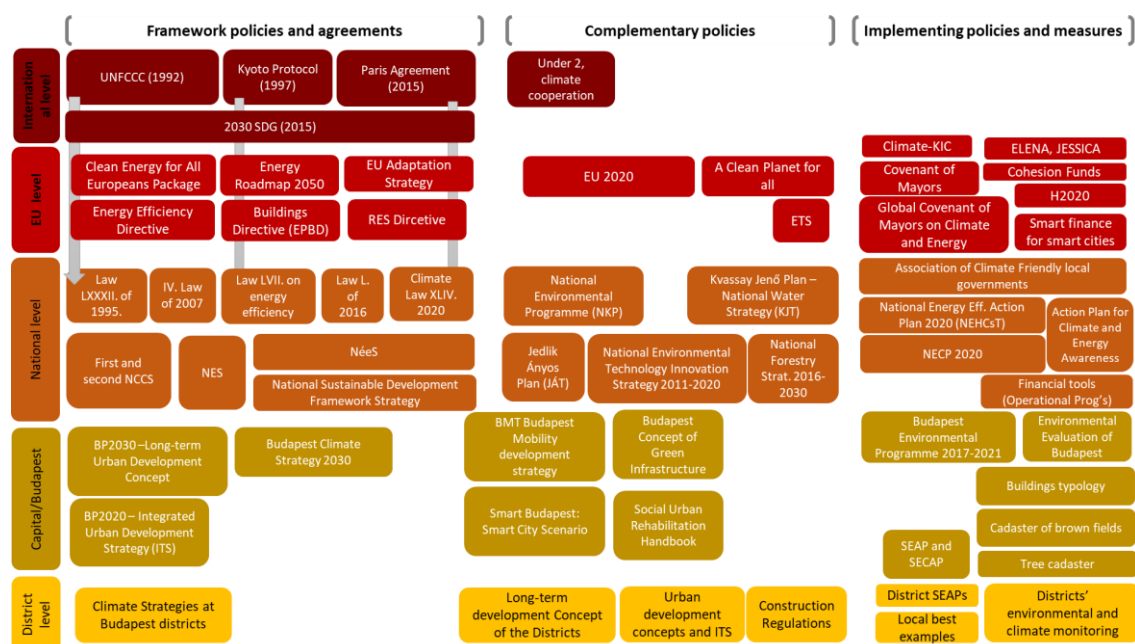 Framework policies and agreements
Complementary policies
Implementing policies and measures
Internation
al level
UNFCCC (1992)
Kyoto Protocol
(1997)
Paris Agreement
(2015)
Under 2,
climate
cooperation
2030 SDG (2015)
EU level
Clean Energy for All
Europeans Package
Energy
Roadmap 2050
EU Adaptation
Strategy
Energy Efficiency
Directive
Buildings
Directive (EPBD)
RES Dircetive
EU 2020
A Clean Planet for
all
ETS
Climate-KIC
ELENA, JESSICA
Covenant of
Mayors
Cohesion Funds
H2020
Global Covenant of
Mayors on Climate
and Energy
Smart finance
for smart cities
National level
Law
LXXXII. of
1995.
IV. Law
of 2007
Law LVII. on
energy
efficiency
Law L.
of
2016
Climate
Law XLIV.
2020
First and
second NCCS
NES
NéeS
National Sustainable Development
Framework Strategy
National
Environmental
Programme (NKP)
Kvassay Jenő Plan –
National Water
Strategy (KJT)
Jedlik
Ányos
Plan (JÁT)
National Environmental
Technology Innovation
Strategy 2011-2020
National
Forestry
Strat. 2016-
2030
Association of Climate Friendly local
governments
National Energy Eff. Action
Plan 2020 (NEHCsT)
Action Plan for
Climate and
Energy
Awareness
NECP 2020
Financial tools
(Operational Prog's)
Capital/Budapest
BP2030 –Long-term
Urban Development
Concept
Budapest Climate
Strategy 2030
BP2020 – Integrated
Urban Development
Strategy (ITS)
BMT Budapest
Mobility
development
strategy
Budapest
Concept of
Green
Infrastructure
Smart Budapest:
Smart City Scenario
Social Urban
Rehabilitation
Handbook
Budapest
Environmental
Programme 2017-2021
Environmental
Evaluation of
Budapest
Buildings typology
Cadaster of brown fields
SEAP and
SECAP
Tree cadaster
District
level
Climate Strategies at
Budapest districts
Long-term
development Concept
of the Districts
Urban
development
concepts and ITS
Construction
Regulations
District SEAPs
Local best
examples
Districts'
environmental and
climate monitoring